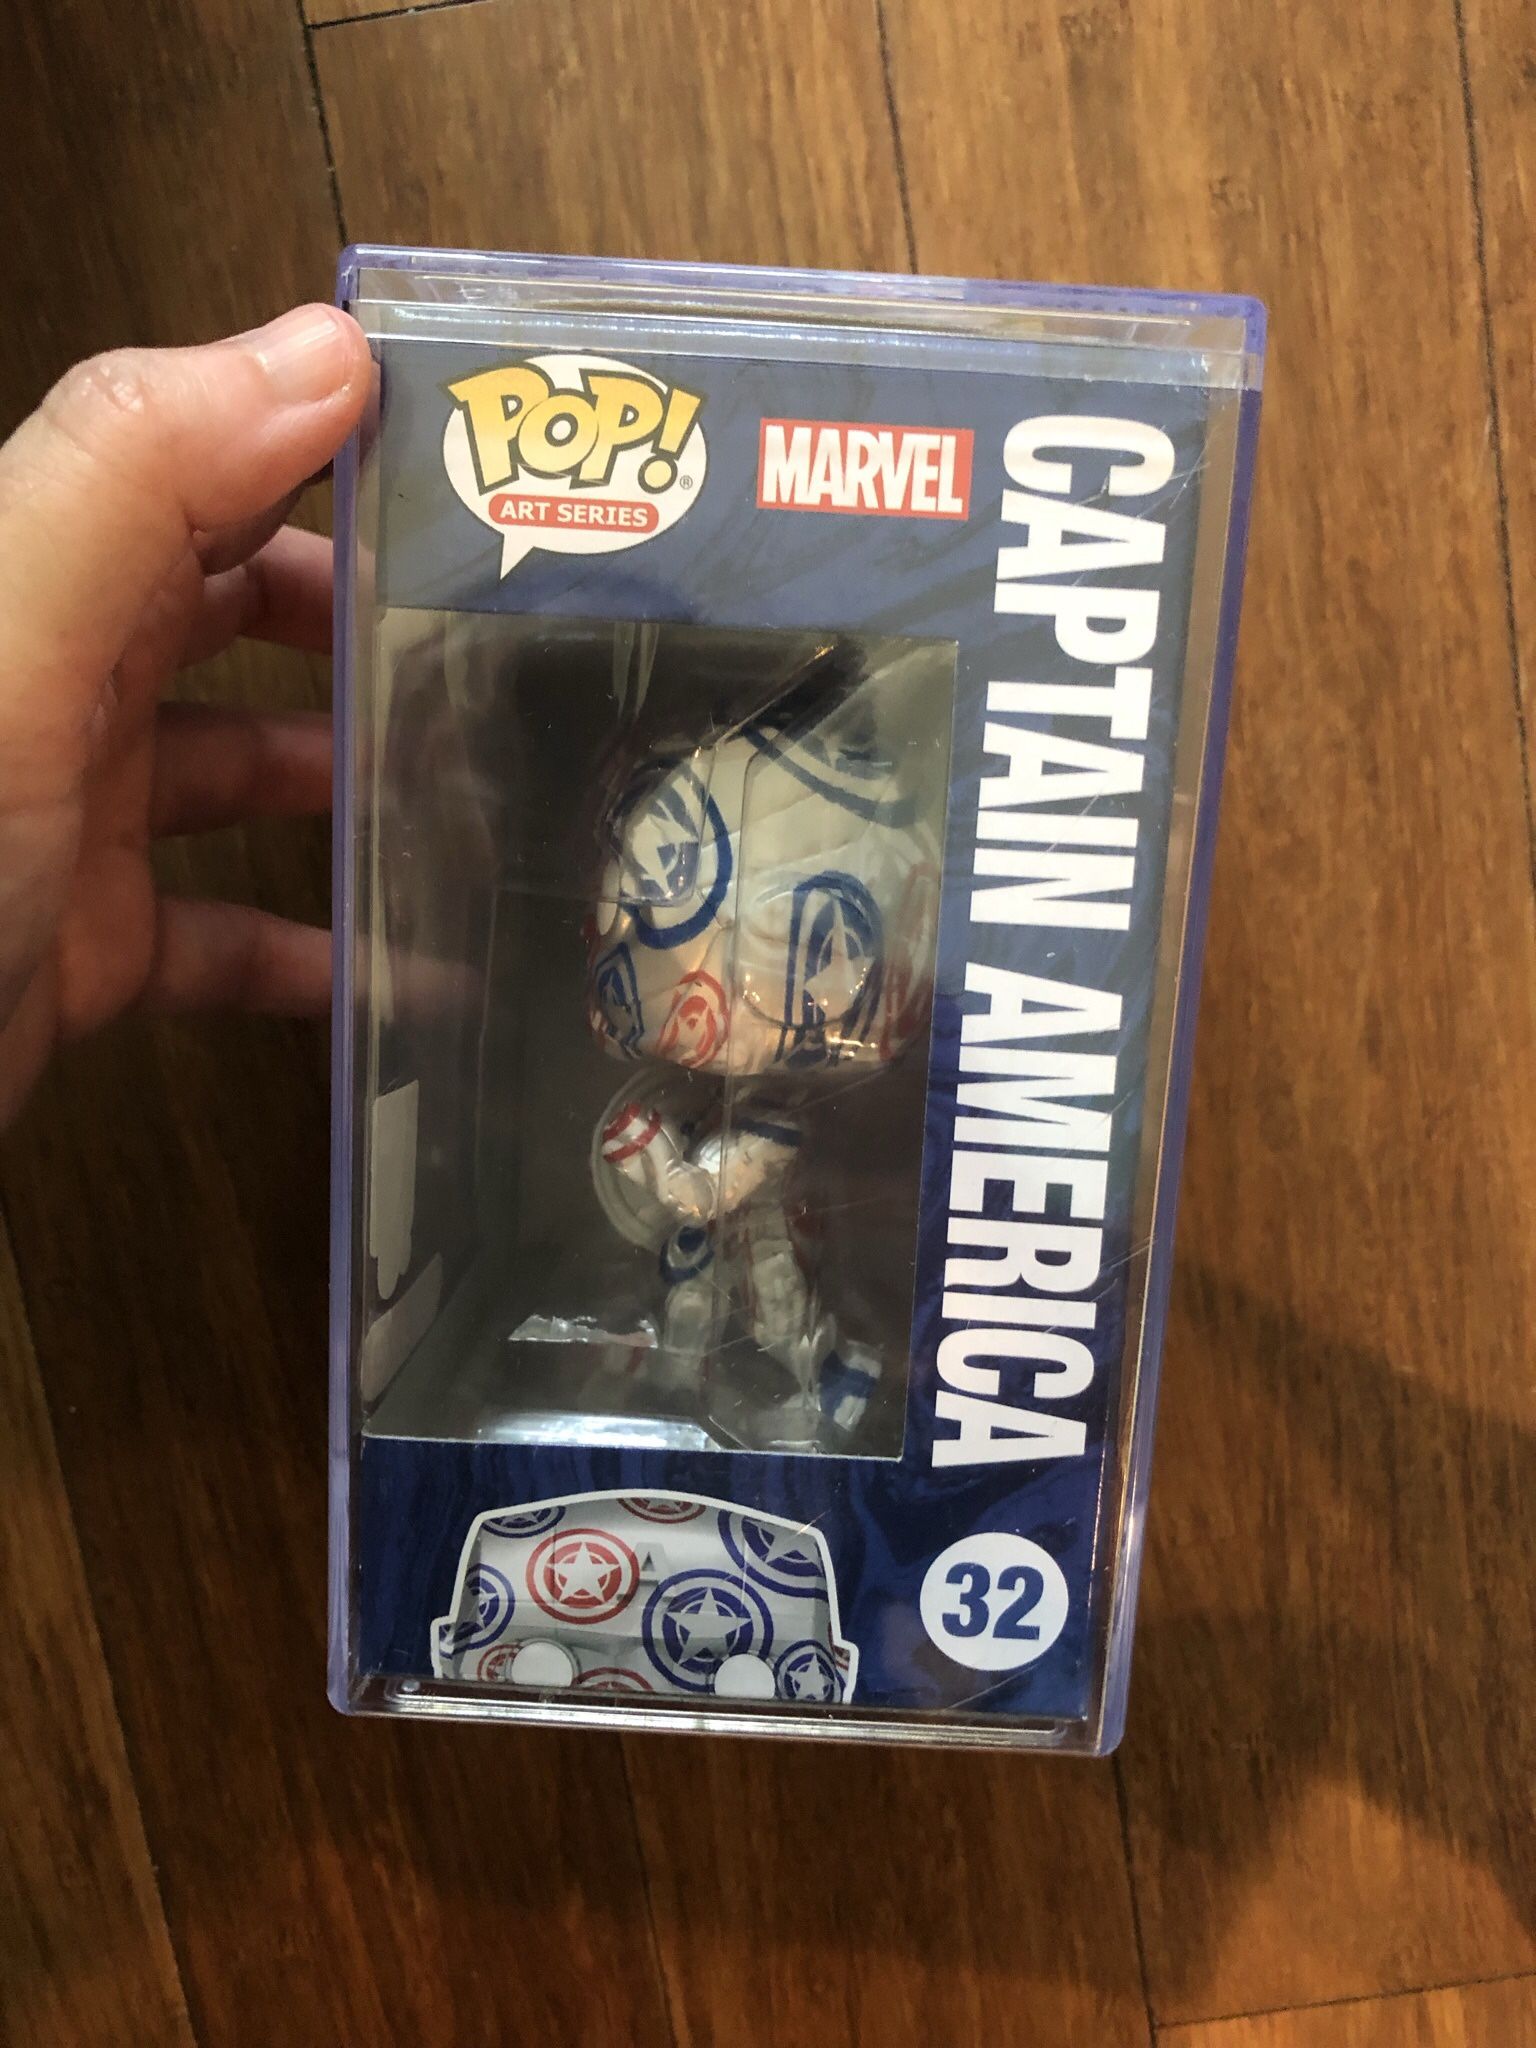 POP!®
ART SERIES
MARVEL
CAPTAIN AMERICA
A
32